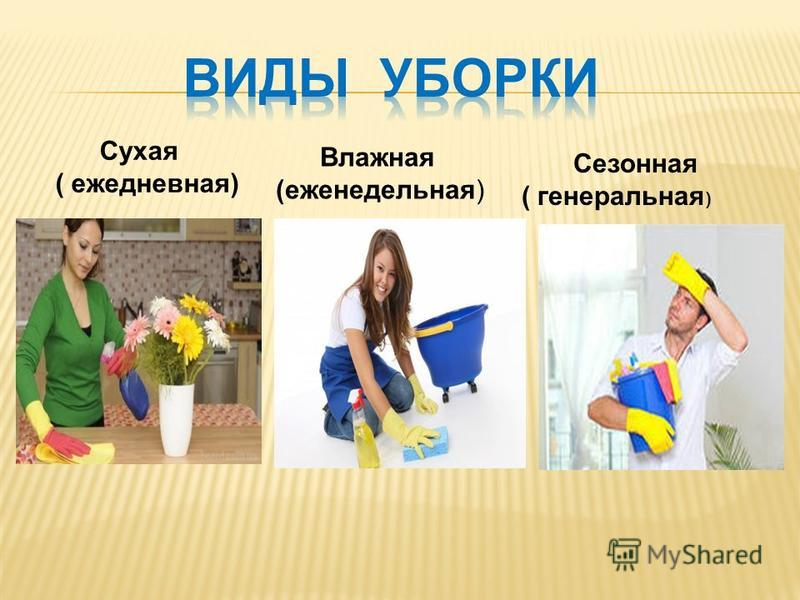 ВИДЫ УБОРКИ
Сухая
( ежедневная)
Влажная
(еженедельная)
Сезонная
( генеральная)
MyShared